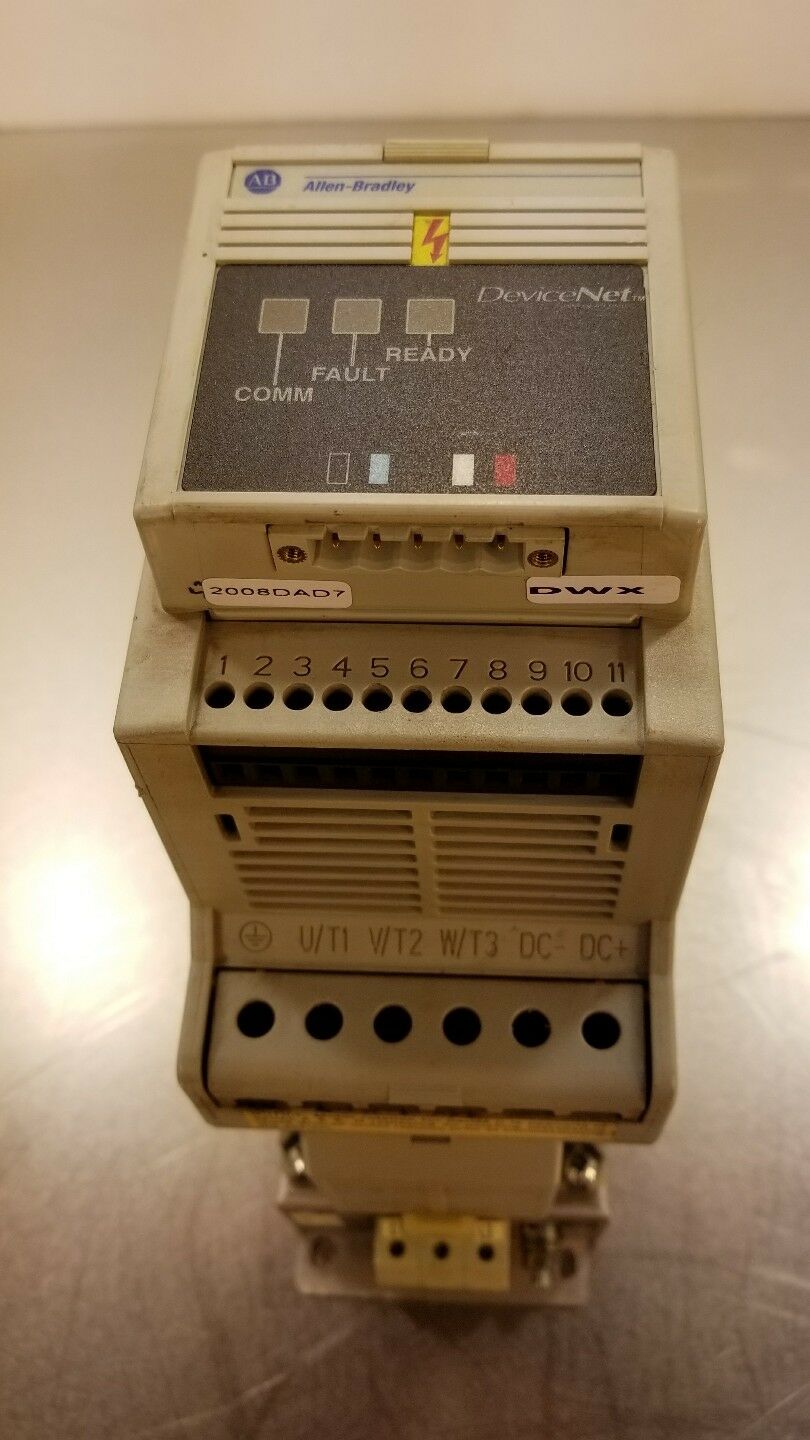 AB Allen-Bradley
DeviceNet™
READY
FAULT
COMM
2008DAD7 DWX
1 2 3 4 5 6 7 8 9 10 11
U/T1 V/T2 W/T3 DC- DC+